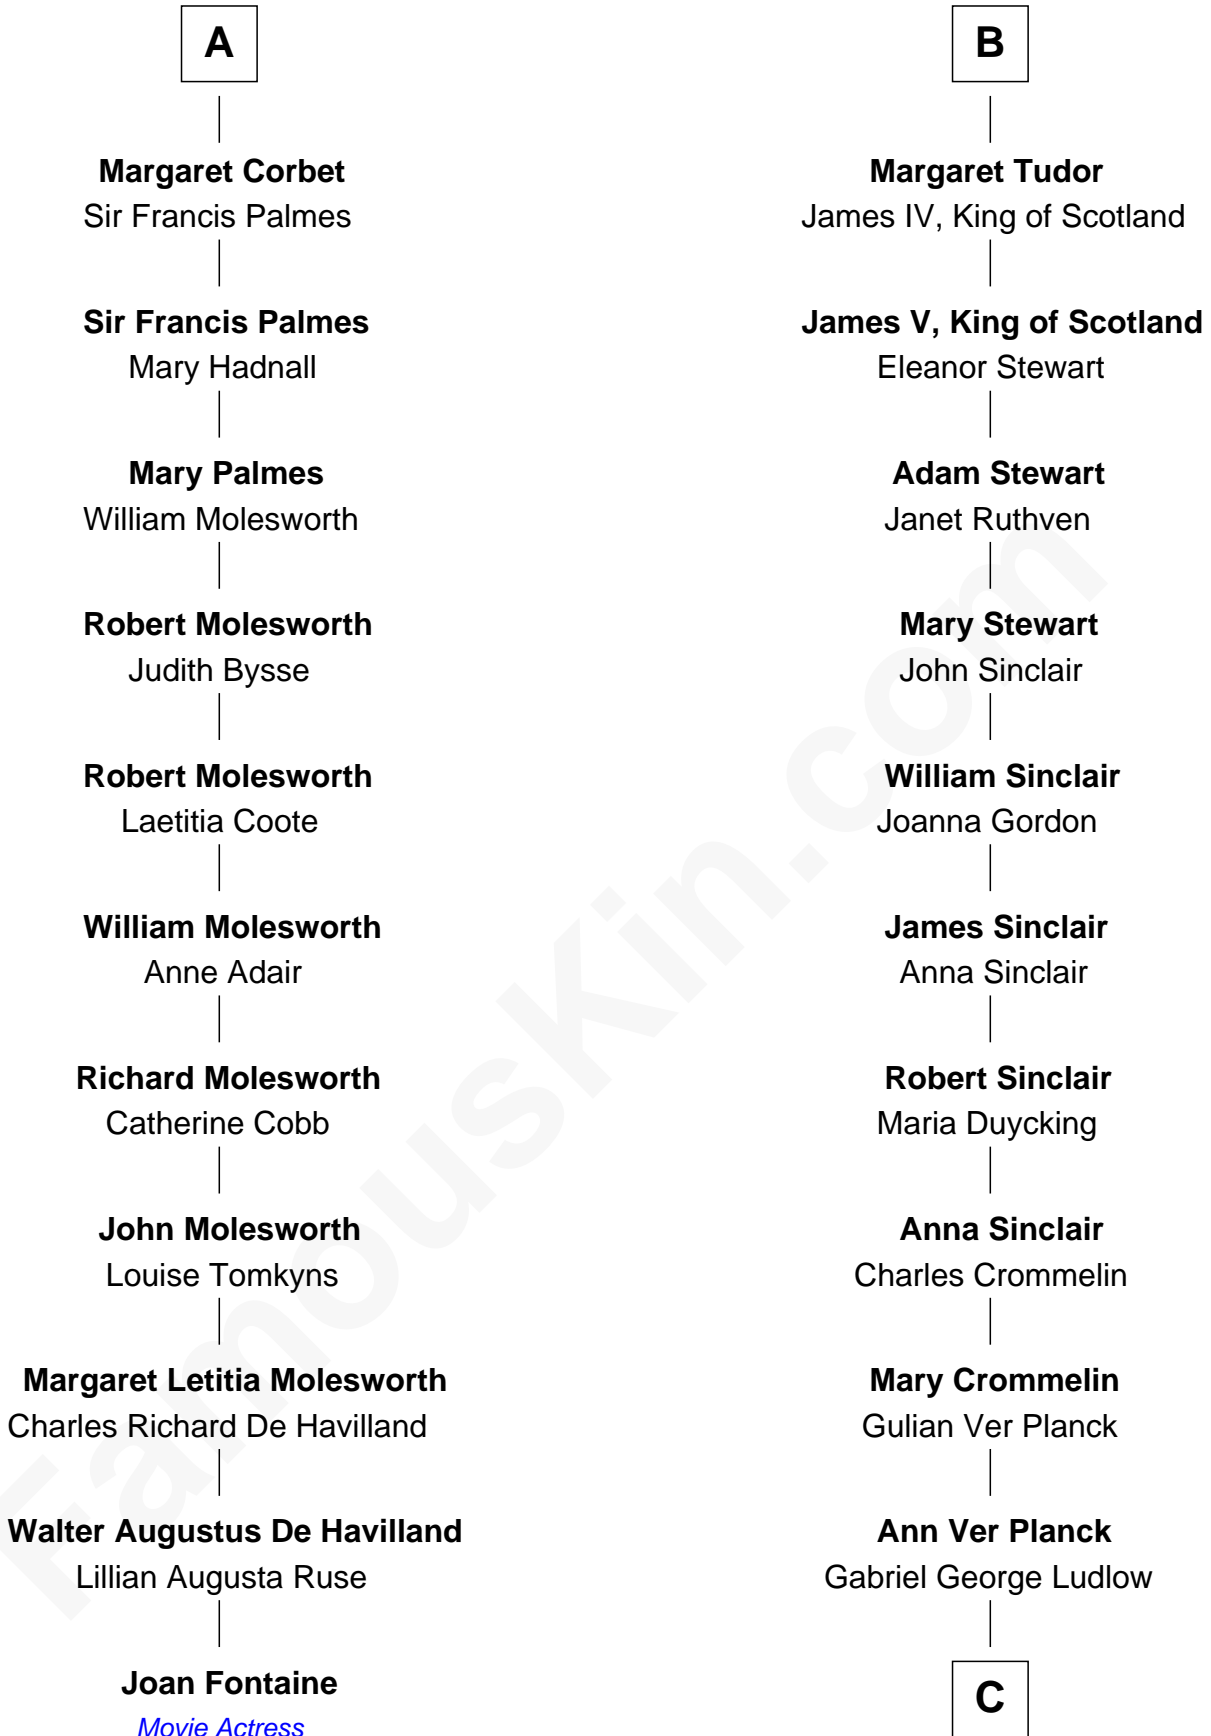 A
Margaret Corbet
Sir Francis Palmes
Sir Francis Palmes
Mary Hadnall
Mary Palmes
William Molesworth
Robert Molesworth
Judith Bysse
Robert Molesworth
Laetitia Coote
William Molesworth
Anne Adair
Richard Molesworth
Catherine Cobb
John Molesworth
Louise Tomkyns
Margaret Letitia Molesworth
Charles Richard De Havilland
Walter Augustus De Havilland
Lillian Augusta Ruse
Joan Fontaine
Movie Actress
B
Margaret Tudor
James IV, King of Scotland
James V, King of Scotland
Eleanor Stewart
Adam Stewart
Janet Ruthven
Mary Stewart
John Sinclair
William Sinclair
Joanna Gordon
James Sinclair
Anna Sinclair
Robert Sinclair
Maria Duycking
Anna Sinclair
Charles Crommelin
Mary Crommelin
Gulian Ver Planck
Ann Ver Planck
Gabriel George Ludlow
C
FamousKin.com